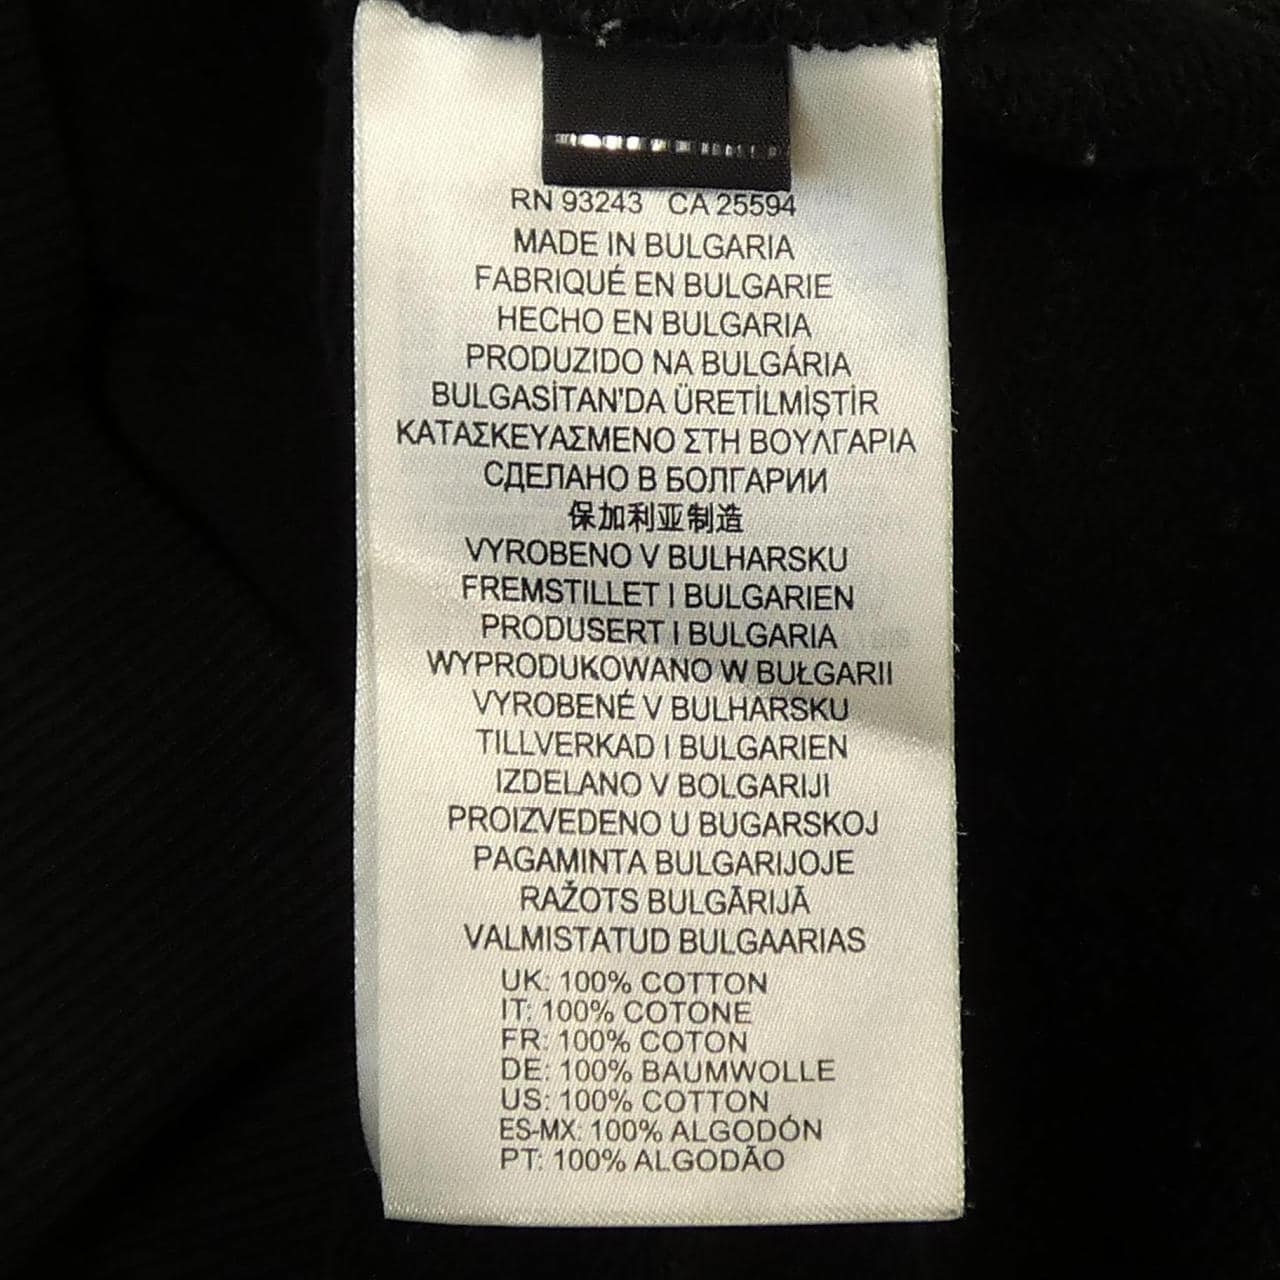 RN 93243 CA 25594
MADE IN BULGARIA
FABRIQUÉ EN BULGARIE
HECHO EN BULGARIA
PRODUZIDO NA BULGÁRIA
BULGASİTAN'DA ÜRETİLMİŞTİR
ΚΑΤΑΣΚΕΥΑΣΜΕΝΟ ΣΤΗ ΒΟΥΛΓΑΡΙΑ
СДЕЛАНО В БОЛГАРИИ
保加利亚制造
VYROBENO V BULHARSKU
FREMSTILLET I BULGARIEN
PRODUSERT I BULGARIA
WYPRODUKOWANO W BUŁGARII
VYROBENÉ V BULHARSKU
TILLVERKAD I BULGARIEN
IZDELANO V BOLGARIJI
PROIZVEDENO U BUGARSKOJ
PAGAMINTA BULGARIJOJE
RAŽOTS BULGĀRIJĀ
VALMISTATUD BULGAARIAS
UK: 100% COTTON
IT: 100% COTONE
FR: 100% COTON
DE: 100% BAUMWOLLE
US: 100% COTTON
ES-MX: 100% ALGODÓN
PT: 100% ALGODÃO